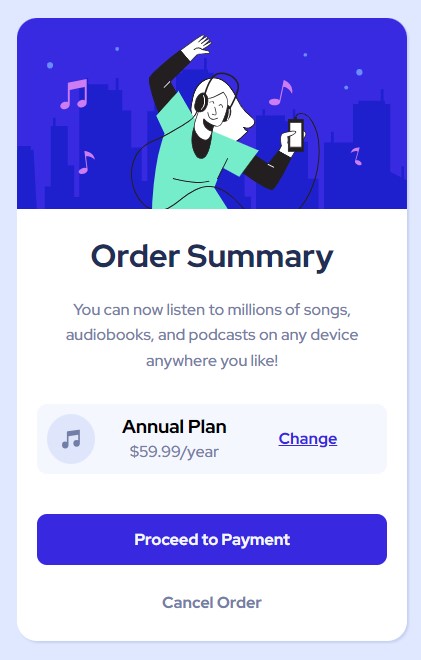 Order Summary
You can now listen to millions of songs,
audiobooks, and podcasts on any device
anywhere you like!
Annual Plan
$59.99/year
Change
Proceed to Payment
Cancel Order